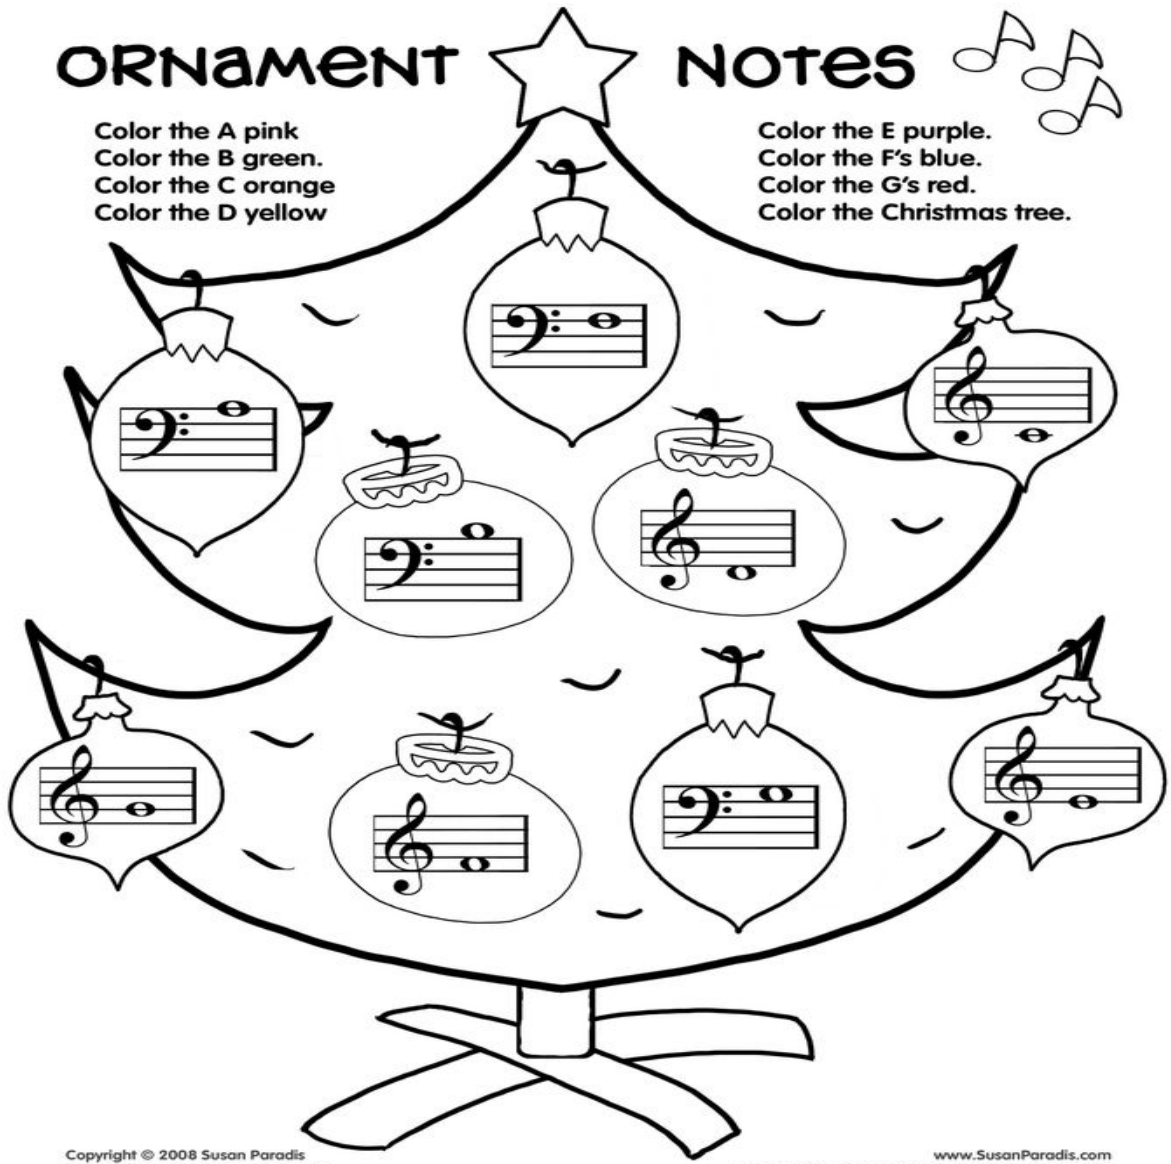 ORNAMENT NOTES
Color the A pink
Color the B green.
Color the C orange
Color the D yellow
Color the E purple.
Color the F's blue.
Color the G's red.
Color the Christmas tree.
Copyright © 2008 Susan Paradis
www.SusanParadis.com